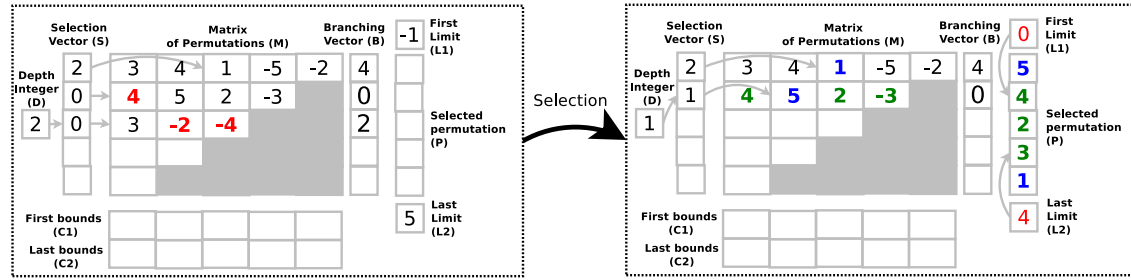 Selection
Vector (S)
Matrix
of Permutations (M)
Branching
Vector (B)
-1
First
Limit
(L1)
Depth
Integer
(D)
2 3 4 1 -5 -2 4
0 4 5 2 -3 0
2 0 3 -2 -4 2
Selected
permutation
(P)
First bounds
(C1)
Last bounds
(C2)
5
Last
Limit
(L2)
Selection
Selection
Vector (S)
Matrix
of Permutations (M)
Branching
Vector (B)
0
First
Limit
(L1)
Depth
Integer
(D)
2 3 4 1 -5 -2 4 5
1 4 5 2 -3 0 4
1 2
3
1
Selected
permutation
(P)
First bounds
(C1)
Last bounds
(C2)
4
Last
Limit
(L2)